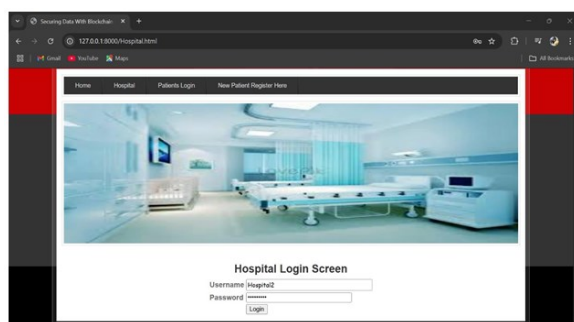 Securing Data With Blockchain
127.0.0.1:8000/Hospital.html
Gmail YouTube Maps All Bookmarks
Home Hospital Patients Login New Patient Register Here
Hospital Login Screen
Username Hospital2
Password •••••••••
Login